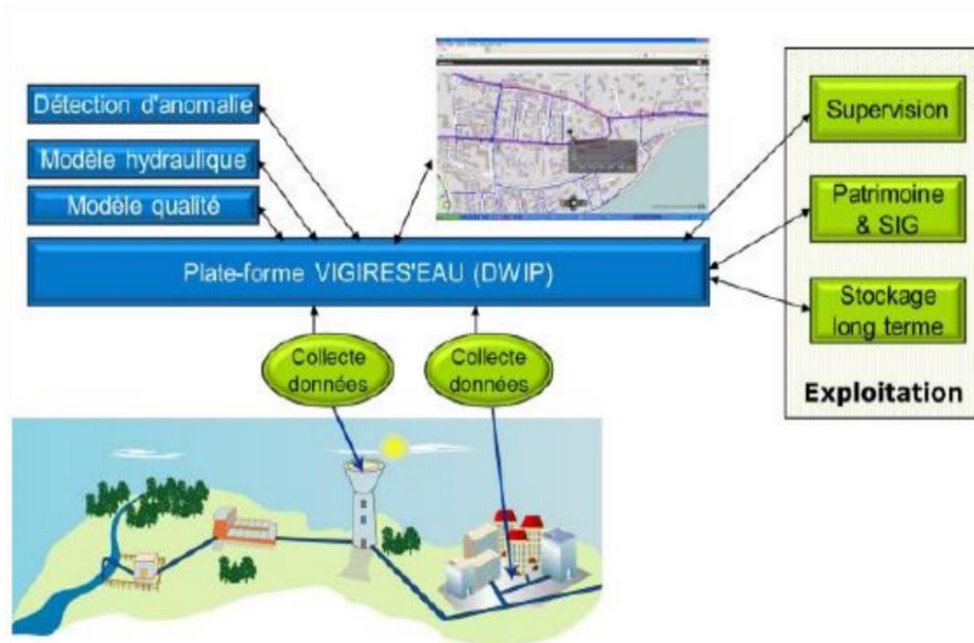 Détection d'anomalie
Modèle hydraulique
Modèle qualité
Plate-forme VIGIRES'EAU (DWIP)
Collecte
données
Collecte
données
Supervision
Patrimoine
& SIG
Stockage
long terme
Exploitation